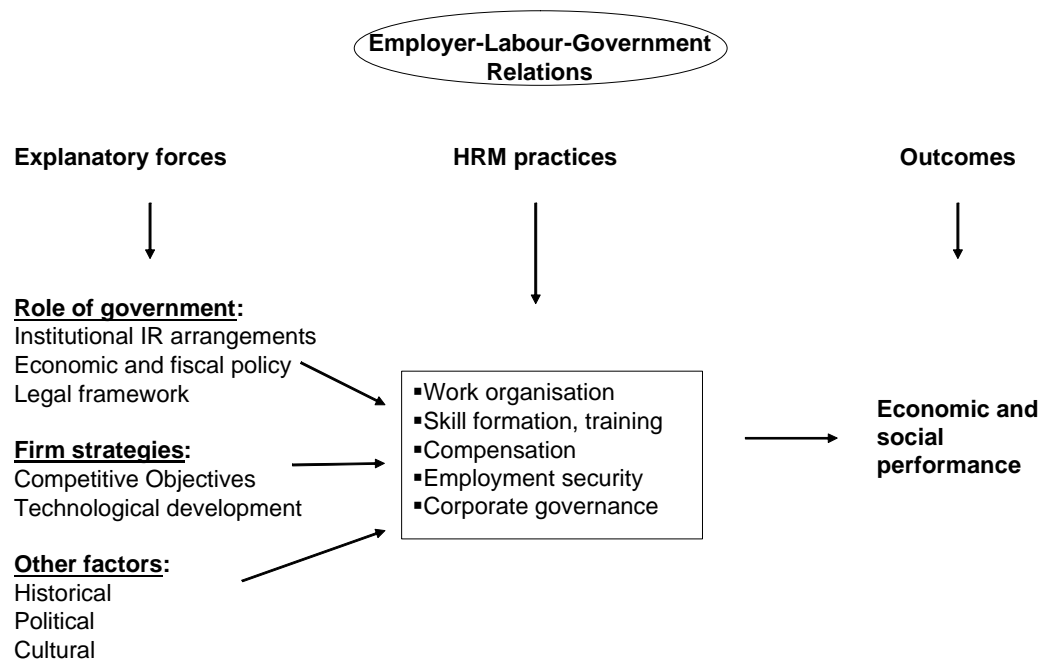 Employer-Labour-Government
Relations
Explanatory forces
HRM practices
Outcomes
Role of government:
Institutional IR arrangements
Economic and fiscal policy
Legal framework
Firm strategies:
Competitive Objectives
Technological development
Other factors:
Historical
Political
Cultural
▪Work organisation
▪Skill formation, training
▪Compensation
▪Employment security
▪Corporate governance
Economic and
social
performance